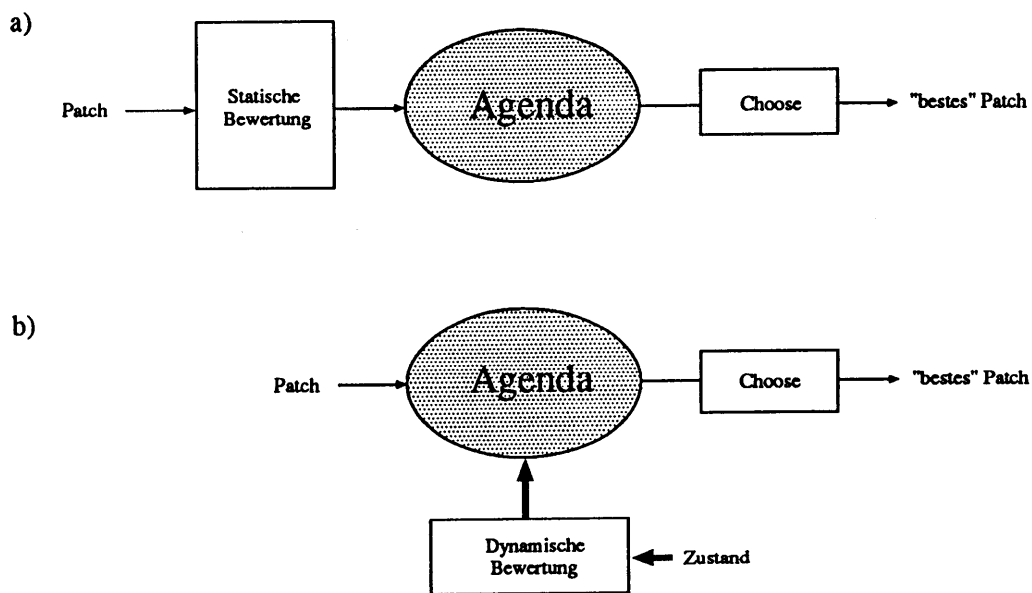 a)
Patch
Statische
Bewertung
Agenda
Choose
"bestes" Patch
b)
Patch
Agenda
Choose
"bestes" Patch
Dynamische
Bewertung
Zustand